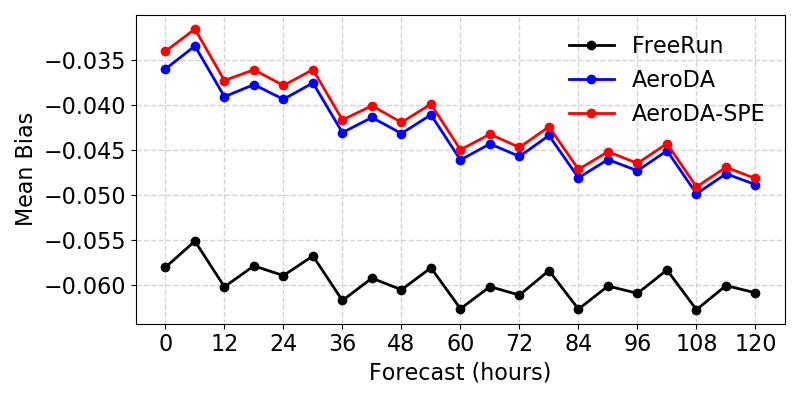 FreeRun
AeroDA
AeroDA-SPE
Mean Bias
−0.035
−0.040
−0.045
−0.050
−0.055
−0.060
0 12 24 36 48 60 72 84 96 108 120
Forecast (hours)